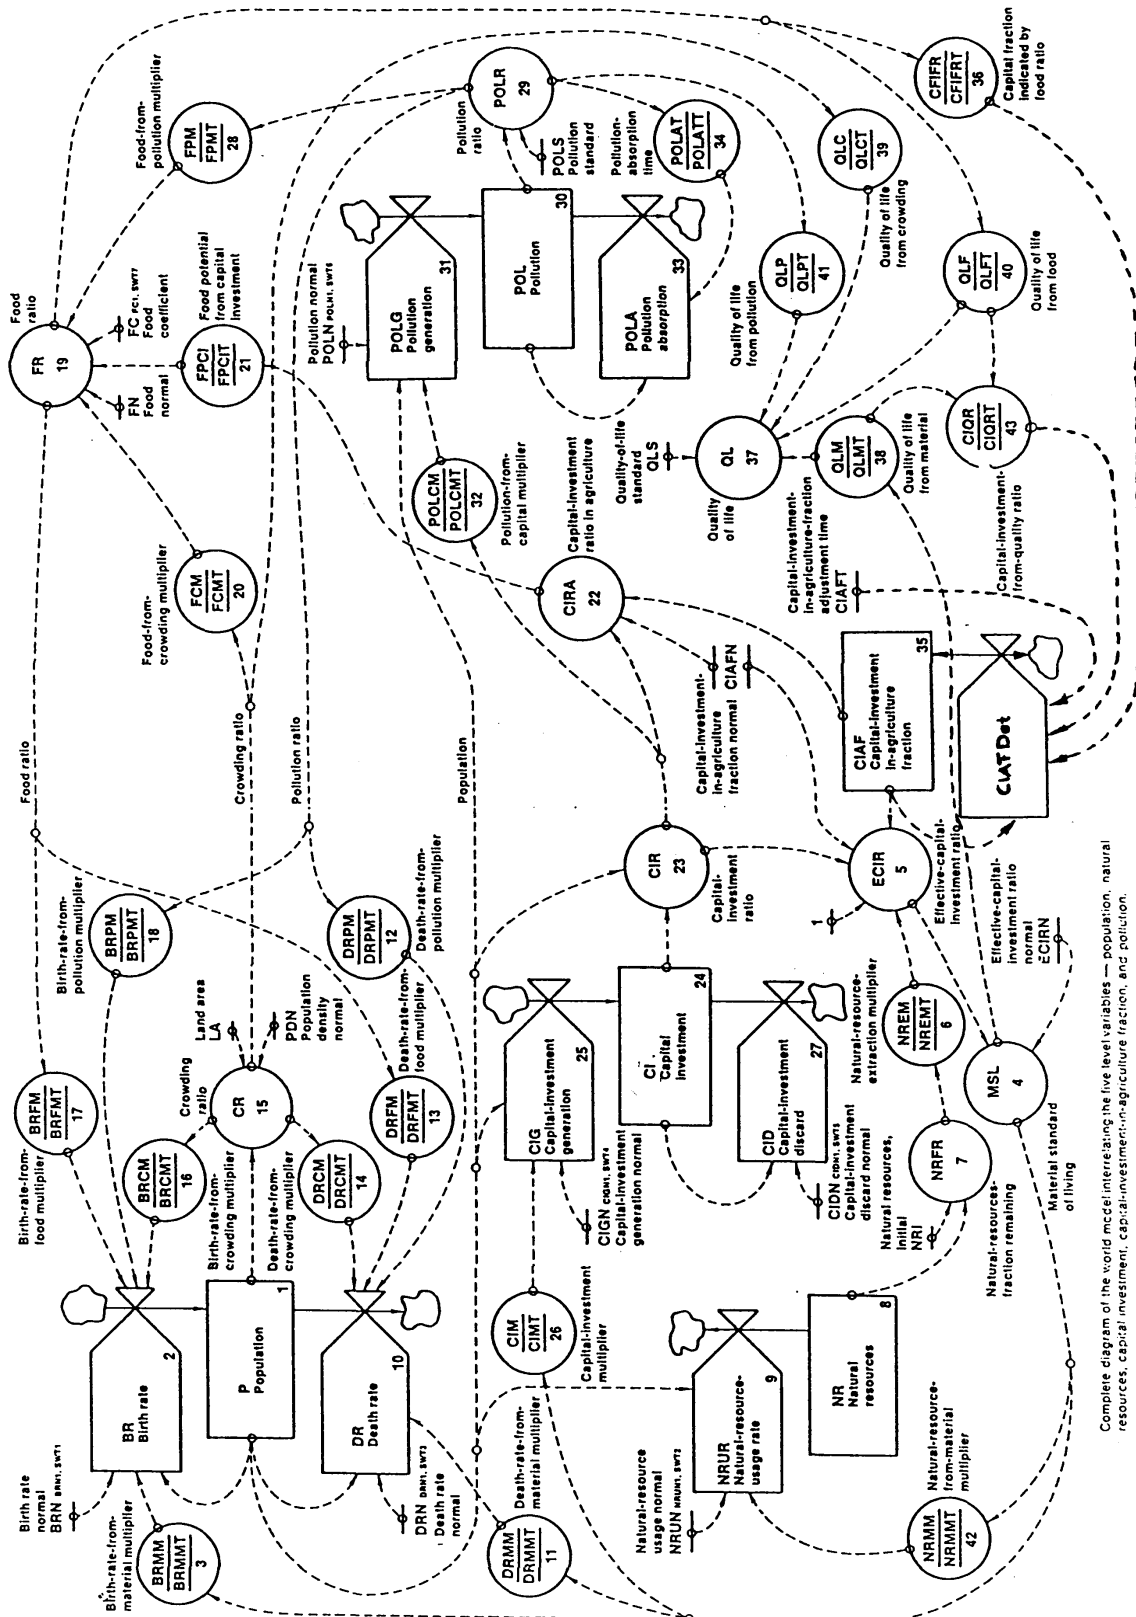 Birth rate
normal
BRN BRN1, SWT1
BR
Birth rate
2
Birth-rate-from-
material multiplier
BRMM
BRMMT
3
P
Population
1
DR
Death rate
10
DRN DRN1, SWT3
Death rate
normal
Death-rate-from-
material multiplier
DRMM
DRMMT
11
Birth-rate-from-
food multiplier
BRFM
BRFMT
17
BRCM
BRCMT
16
Birth-rate-from-
crowding multiplier
Death-rate-from-
crowding multiplier
DRCM
DRCMT
14
Crowding
ratio
CR
15
Land area
LA
PDN
Population
density
normal
Birth-rate-from-
pollution multiplier
BRPM
BRPMT
18
DRPM
DRPMT
12
Death-rate-from-
pollution multiplier
Death-rate-from-
food multiplier
DRFM
DRFMT
13
Food ratio
Crowding ratio
Pollution ratio
Population
Food-from-
crowding multiplier
FCM
FCMT
20
Food
ratio
FR
19
FC FC1, SWT7
Food
coefficient
FN
Food
normal
FPCI
FPCIT
21
Food potential
from capital
investment
Food-from-
pollution multiplier
FPM
FPMT
28
Pollution
ratio
POLR
29
POLS
Pollution
standard
Pollution normal
POLN POLN1, SWT6
POLG
Pollution
generation
31
POL
Pollution
30
POLA
Pollution
absorption
33
Pollution-
absorption
time
POLAT
POLATT
34
POLCM
POLCMT
32
Pollution-from-
capital multiplier
CIRA
22
Capital-investment
ratio in agriculture
CIM
CIMT
26
Capital-investment
multiplier
CIG
Capital-investment
generation
25
CIGN CIGN1, SWT4
Capital-investment
generation normal
CI
Capital
investment
24
CID
Capital-investment
discard
27
CIDN CIDN1, SWT5
Capital-investment
discard normal
CIR
23
Capital-
investment
ratio
Capital-investment-
in-agriculture
fraction normal
CIAFN
Quality-of-life
standard
QLS
QL
37
Quality
of life
QLP
QLPT
41
Quality of life
from pollution
QLC
QLCT
39
Quality of life
from crowding
QLM
QLMT
38
Quality of life
from material
QLF
QLFT
40
Quality of life
from food
CFIFR
CFIFRT
36
Capital fraction
indicated by
food ratio
CIQR
CIQRT
43
Capital-investment-
from-quality ratio
Capital-investment-
in-agriculture-fraction
adjustment time
CIAFT
CIAF
Capital-investment-
in-agriculture
fraction
35
CIAT Det
1
ECIR
5
Effective-capital-
investment ratio
Effective-capital-
investment ratio
normal
ECIRN
Natural-resource-
extraction multiplier
NREM
NREMT
6
MSL
4
Material standard
of living
Natural resources,
initial
NRI
NRFR
7
Natural-resources-
fraction remaining
Natural-resource
usage normal
NRUN NRUN1, SWT2
NRUR
Natural-resource-
usage rate
9
NR
Natural
resources
8
Natural-resource-
from-material
multiplier
NRMM
NRMMT
42
Complete diagram of the world model interrelating the five level variables — population, natural
resources, capital investment, capital-investment-in-agriculture fraction, and pollution.